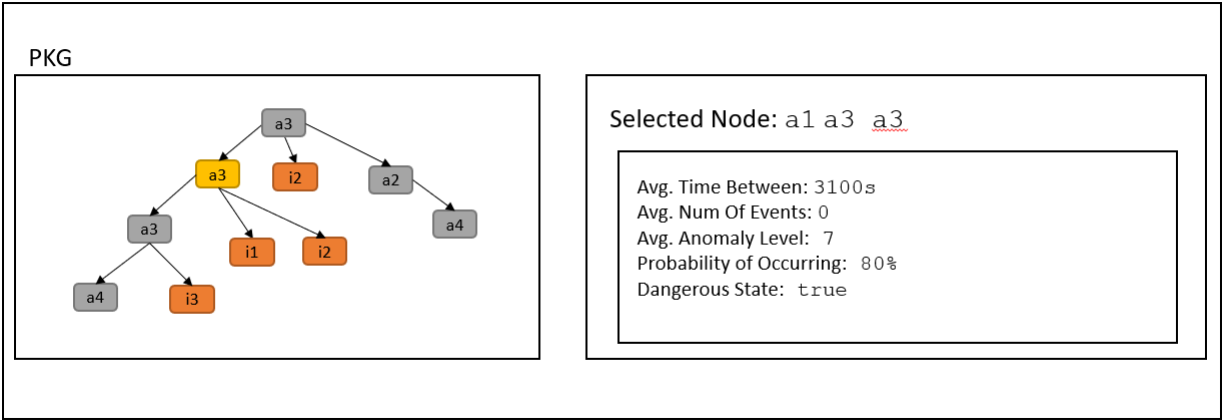 PKG
a3
a3
i2
a2
a3
i1
i2
a4
a4
i3
Selected Node: a1 a3 a3
Avg. Time Between: 3100s
Avg. Num Of Events: 0
Avg. Anomaly Level: 7
Probability of Occurring: 80%
Dangerous State: true